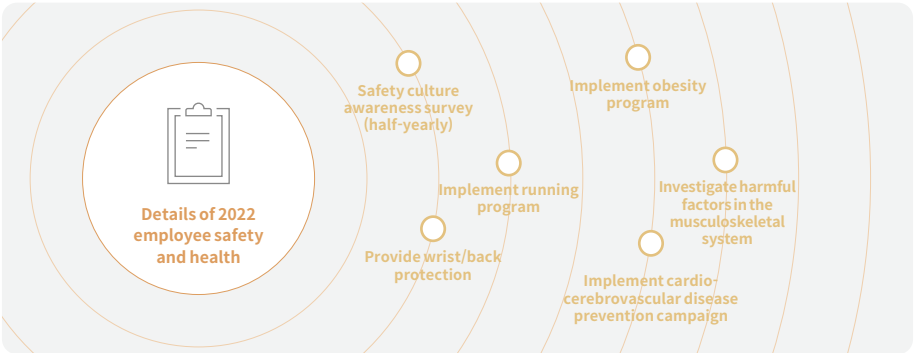 Details of 2022
employee safety
and health
Safety culture
awareness survey
(half-yearly)
Implement running
program
Provide wrist/back
protection
Implement obesity
program
Investigate harmful
factors in the
musculoskeletal
system
Implement cardio-
cerebrovascular disease
prevention campaign